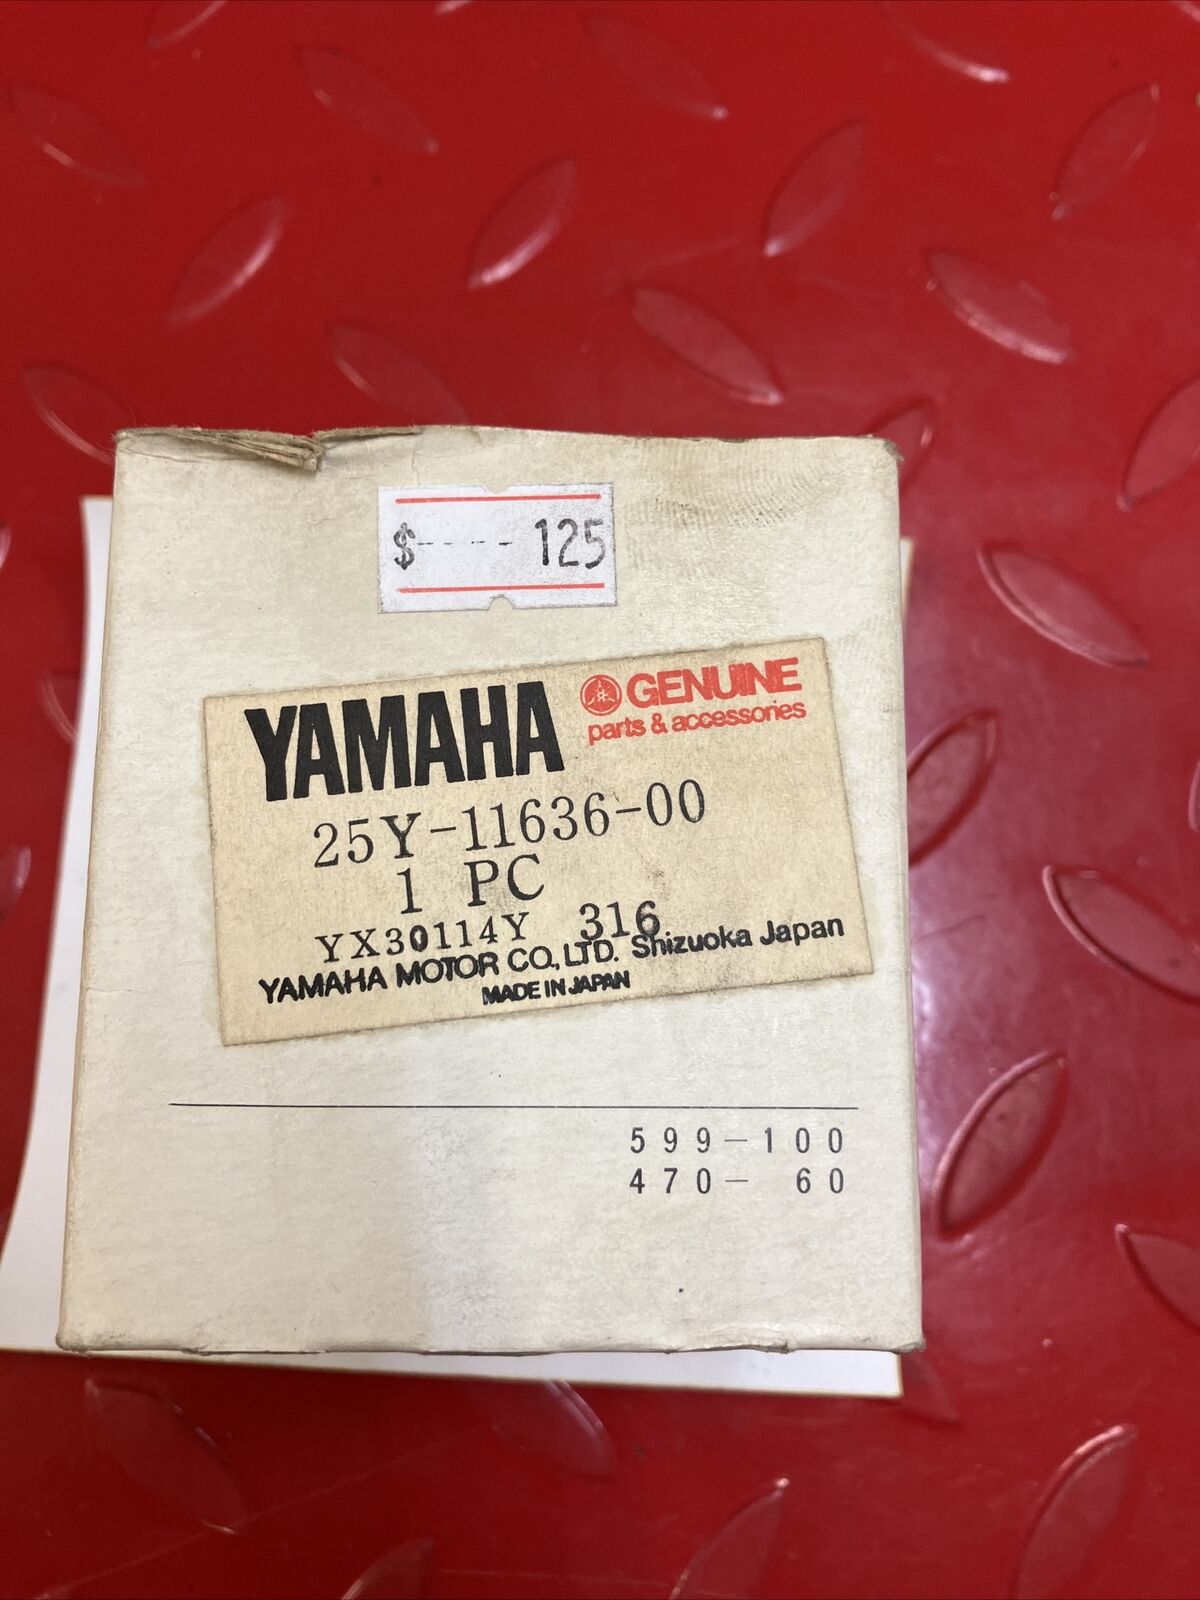 $---- 125
YAMAHA
GENUINE
parts & accessories
25Y-11636-00
1 PC
YX30114Y 316
YAMAHA MOTOR CO., LTD. Shizuoka Japan
MADE IN JAPAN
599-100
470- 60